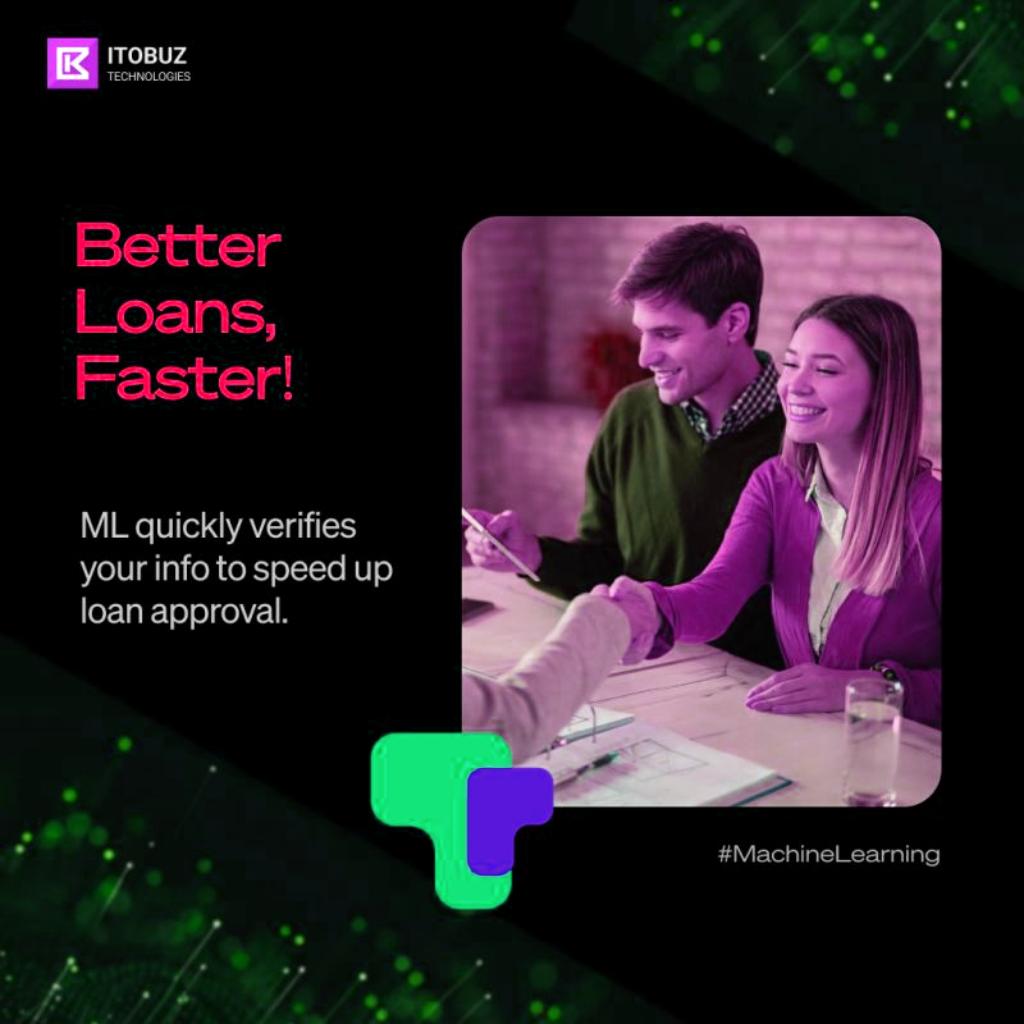 ITOBUZ
TECHNOLOGIES
Better
Loans,
Faster!
ML quickly verifies
your info to speed up
loan approval.
#MachineLearning